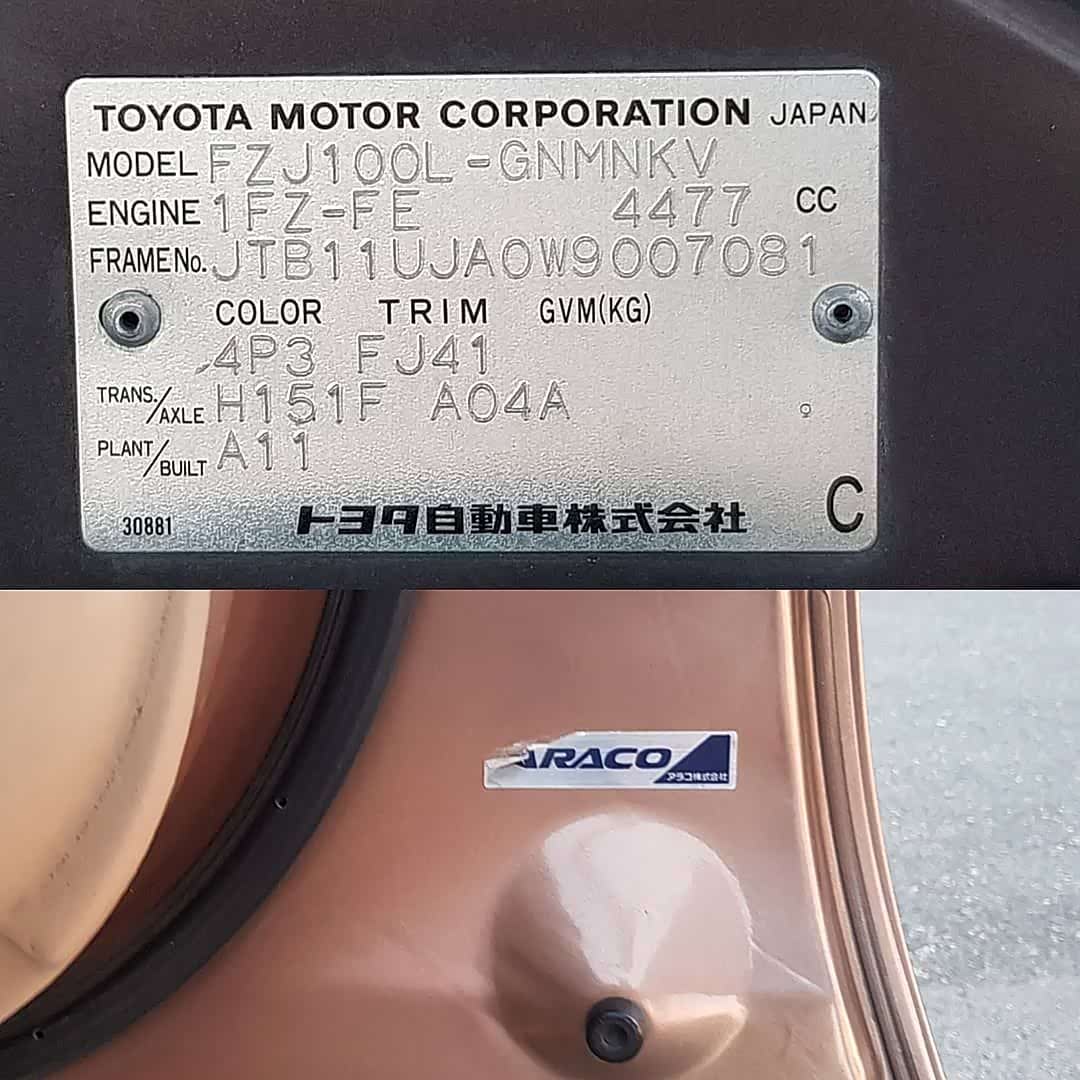 TOYOTA MOTOR CORPORATION JAPAN
MODEL FZJ100L-GNMNKV
ENGINE 1FZ-FE 4477 CC
FRAME No. JTB11UJA0W9007081
COLOR TRIM GVM(KG)
4P3 FJ41
TRANS./AXLE H151F A04A
PLANT/BUILT A11
C
30881 トヨタ自動車株式会社
ARACO
アラコ株式会社